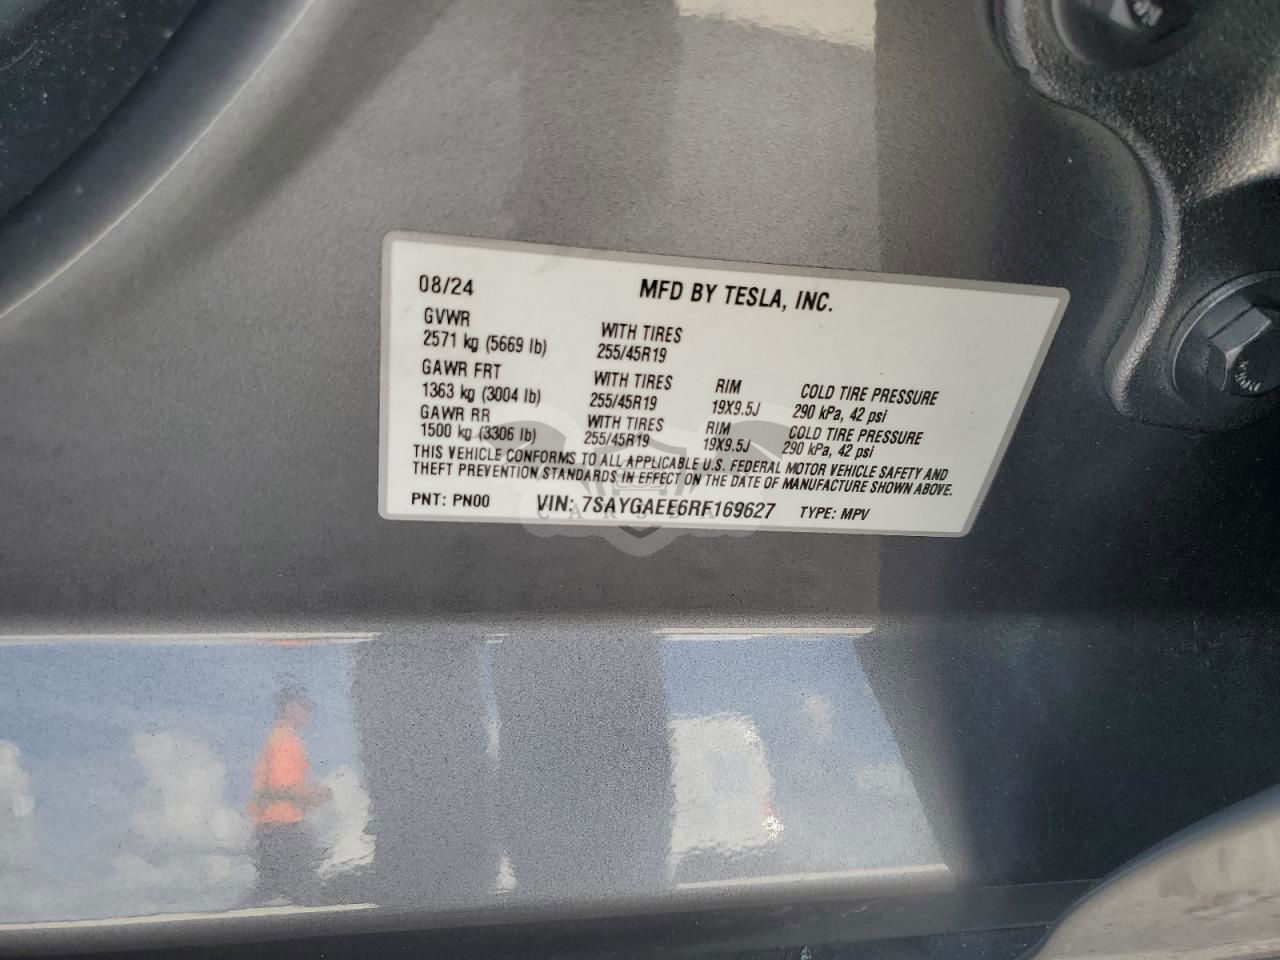 08/24 MFD BY TESLA, INC.
GVWR
2571 kg (5669 lb) WITH TIRES 255/45R19
GAWR FRT
1363 kg (3004 lb) WITH TIRES 255/45R19 RIM 19X9.5J COLD TIRE PRESSURE 290 kPa, 42 psi
GAWR RR
1500 kg (3306 lb) WITH TIRES 255/45R19 RIM 19X9.5J COLD TIRE PRESSURE 290 kPa, 42 psi
THIS VEHICLE CONFORMS TO ALL APPLICABLE U.S. FEDERAL MOTOR VEHICLE SAFETY AND
THEFT PREVENTION STANDARDS IN EFFECT ON THE DATE OF MANUFACTURE SHOWN ABOVE.
PNT: PN00 VIN: 7SAYGAEE6RF169627 TYPE: MPV